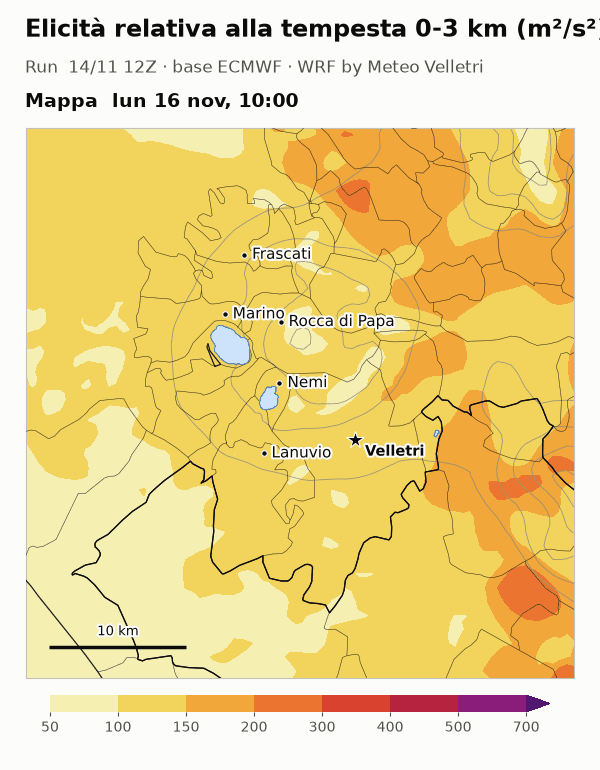 Elicità relativa alla tempesta 0-3 km (m²/s²)
Run 14/11 12Z · base ECMWF · WRF by Meteo Velletri
Mappa lun 16 nov, 10:00
Frascati
Marino
Rocca di Papa
Nemi
Velletri
Lanuvio
10 km
50 100 150 200 300 400 500 700